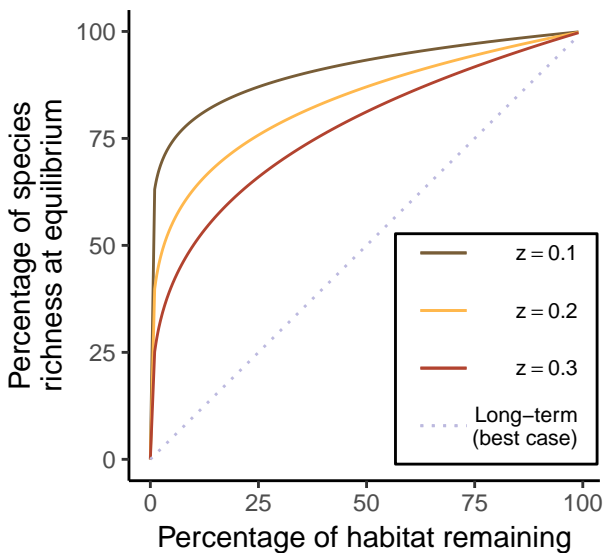 100
75
50
25
0
Percentage of species
richness at equilibrium
z = 0.1
z = 0.2
z = 0.3
Long−term
(best case)
0 25 50 75 100
Percentage of habitat remaining